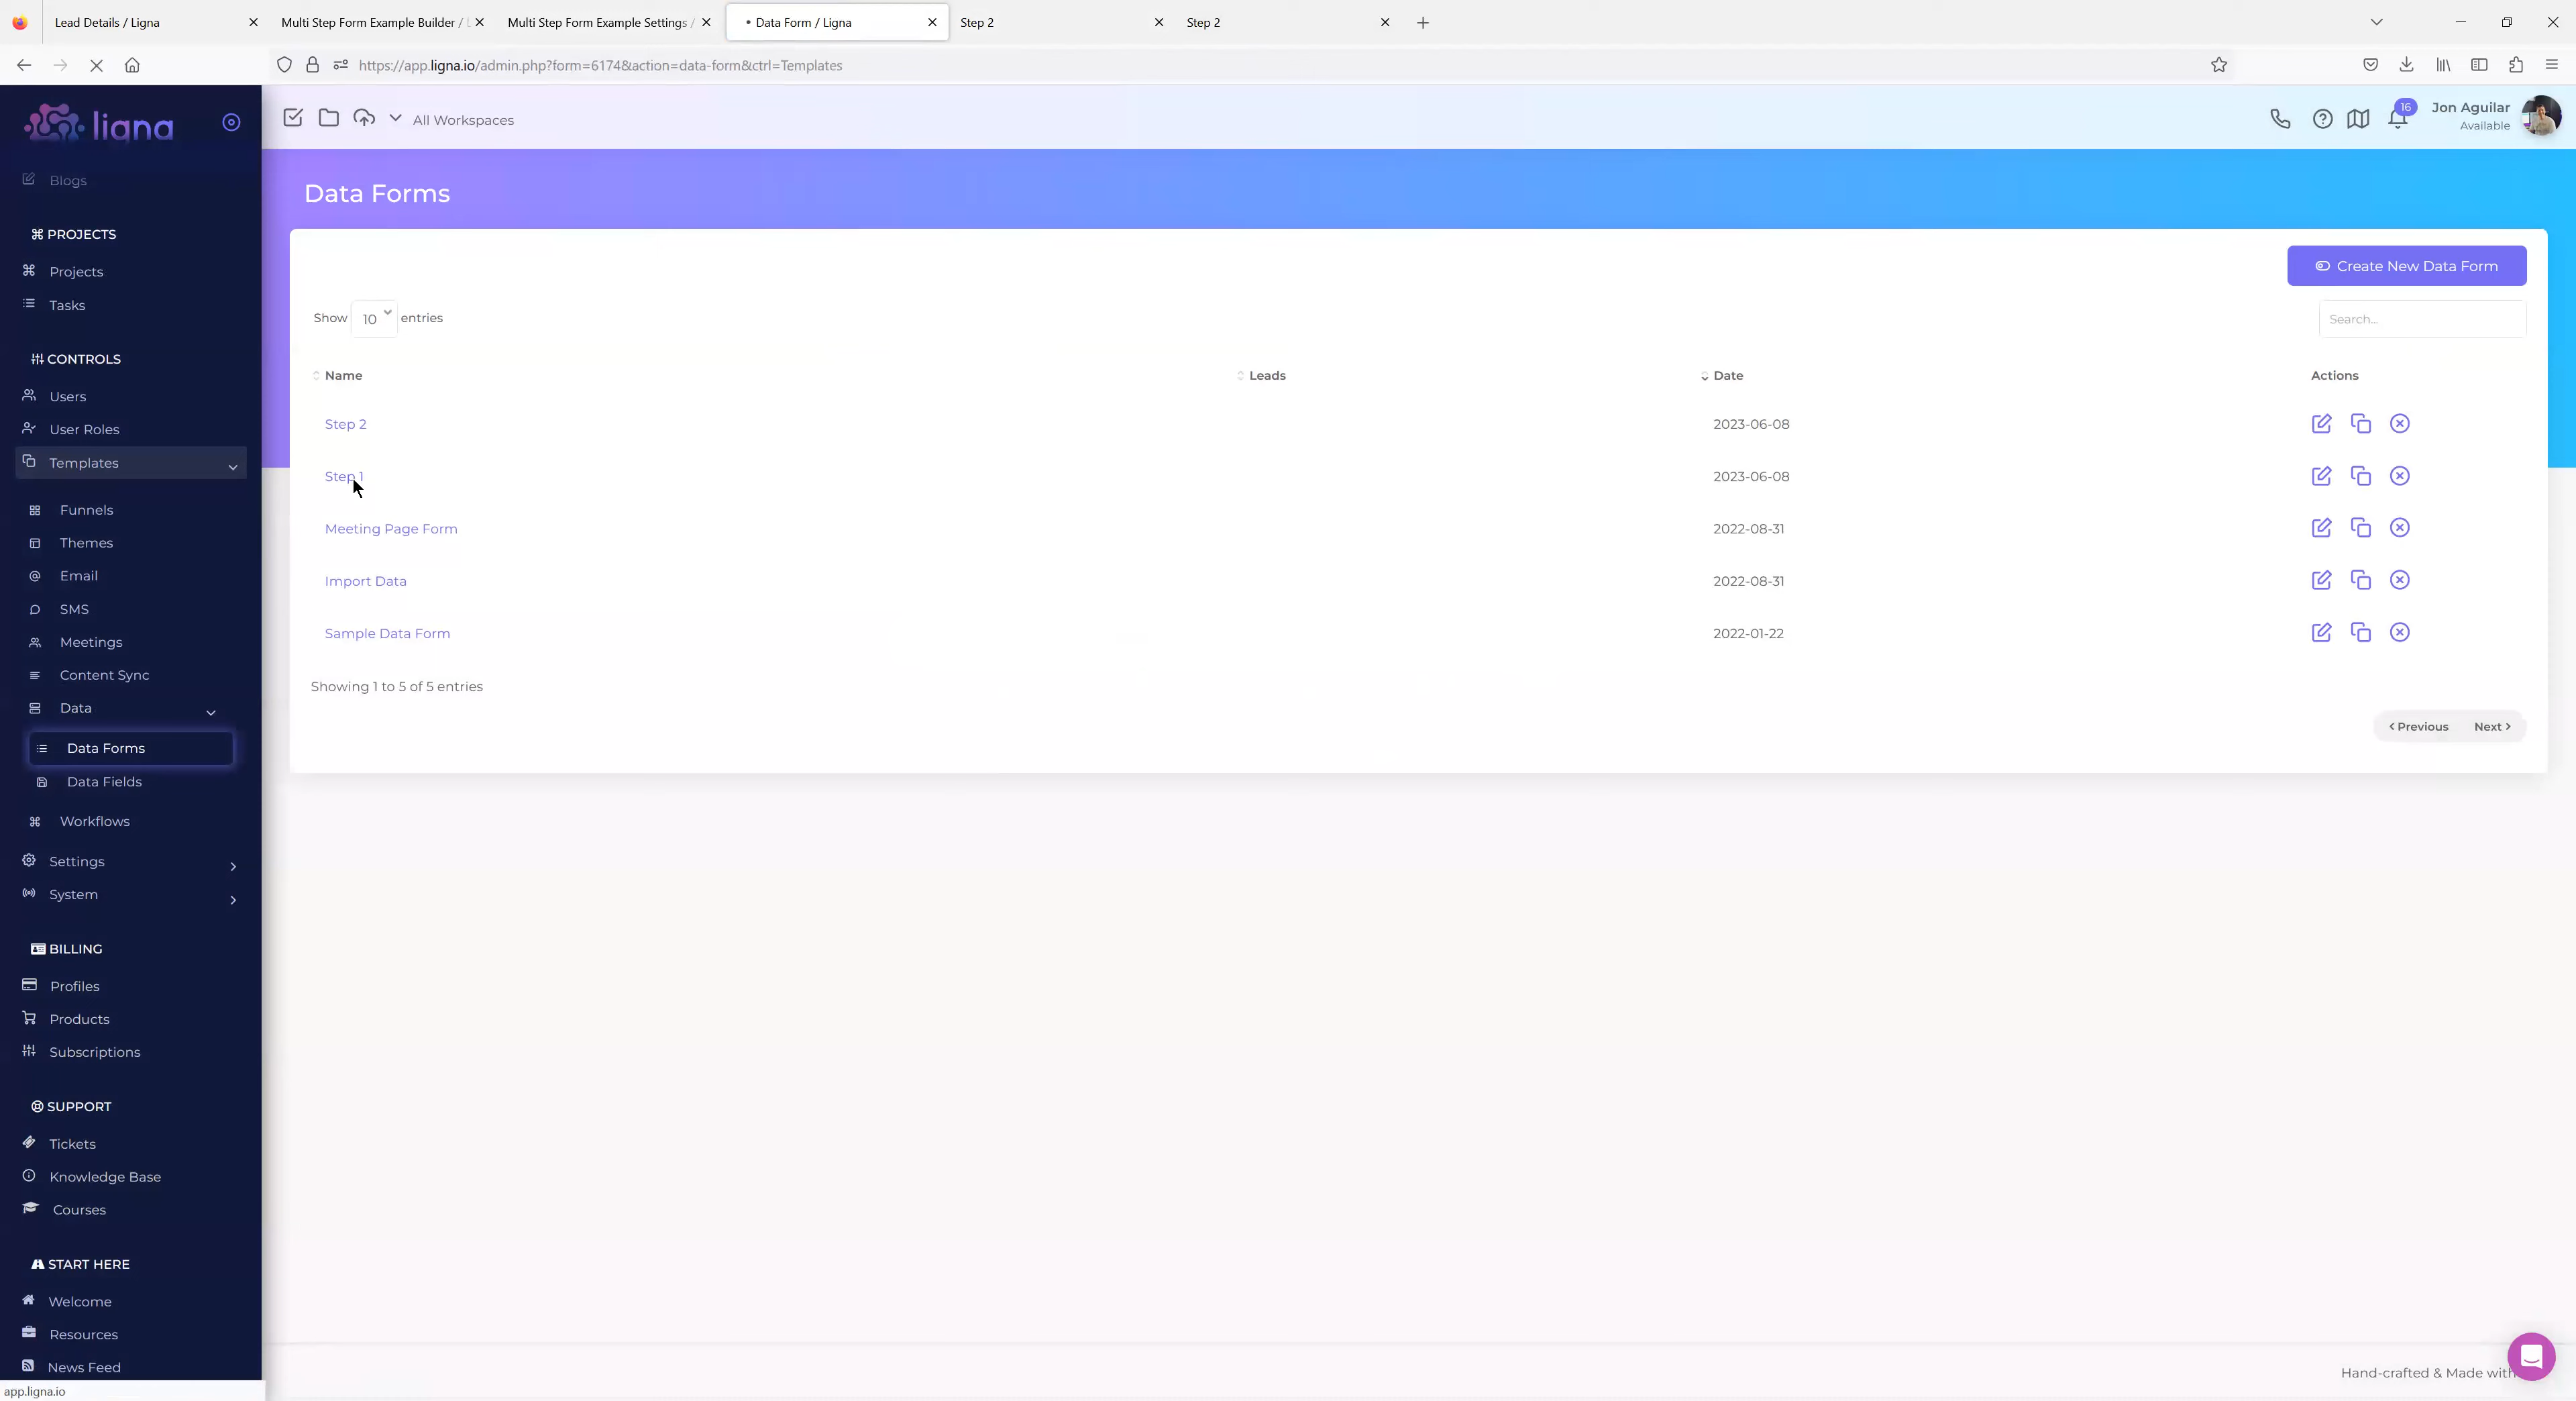 Lead Details / Ligna
Multi Step Form Example Builder / L
Multi Step Form Example Settings /
Data Form / Ligna
Step 2
Step 2
https://app.ligna.io/admin.php?form=6174&action=data-form&ctrl=Templates
ligna
All Workspaces
16
Jon Aguilar
Available
Blogs
PROJECTS
Projects
Tasks
CONTROLS
Users
User Roles
Templates
Funnels
Themes
Email
SMS
Meetings
Content Sync
Data
Data Forms
Data Fields
Workflows
Settings
System
BILLING
Profiles
Products
Subscriptions
SUPPORT
Tickets
Knowledge Base
Courses
START HERE
Welcome
Resources
News Feed
app.ligna.io
Data Forms
Create New Data Form
Show 10 entries
Search...
Name Leads Date Actions
Step 2 2023-06-08
Step 1 2023-06-08
Meeting Page Form 2022-08-31
Import Data 2022-08-31
Sample Data Form 2022-01-22
Showing 1 to 5 of 5 entries
Previous Next
Hand-crafted & Made with